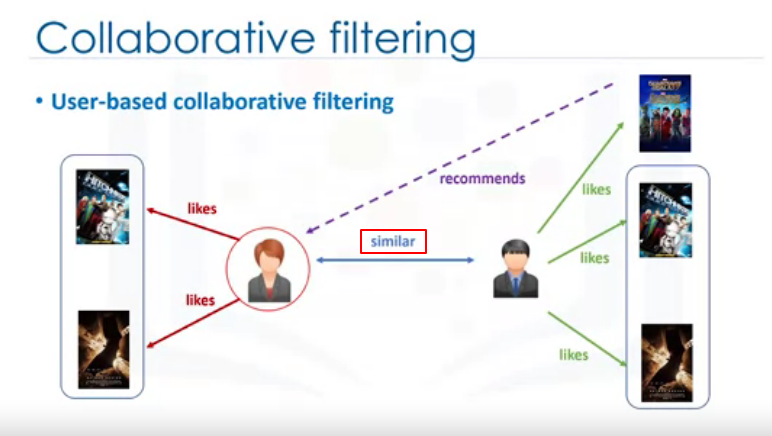 Collaborative filtering
• User-based collaborative filtering
recommends
likes
likes
similar
likes
likes
likes